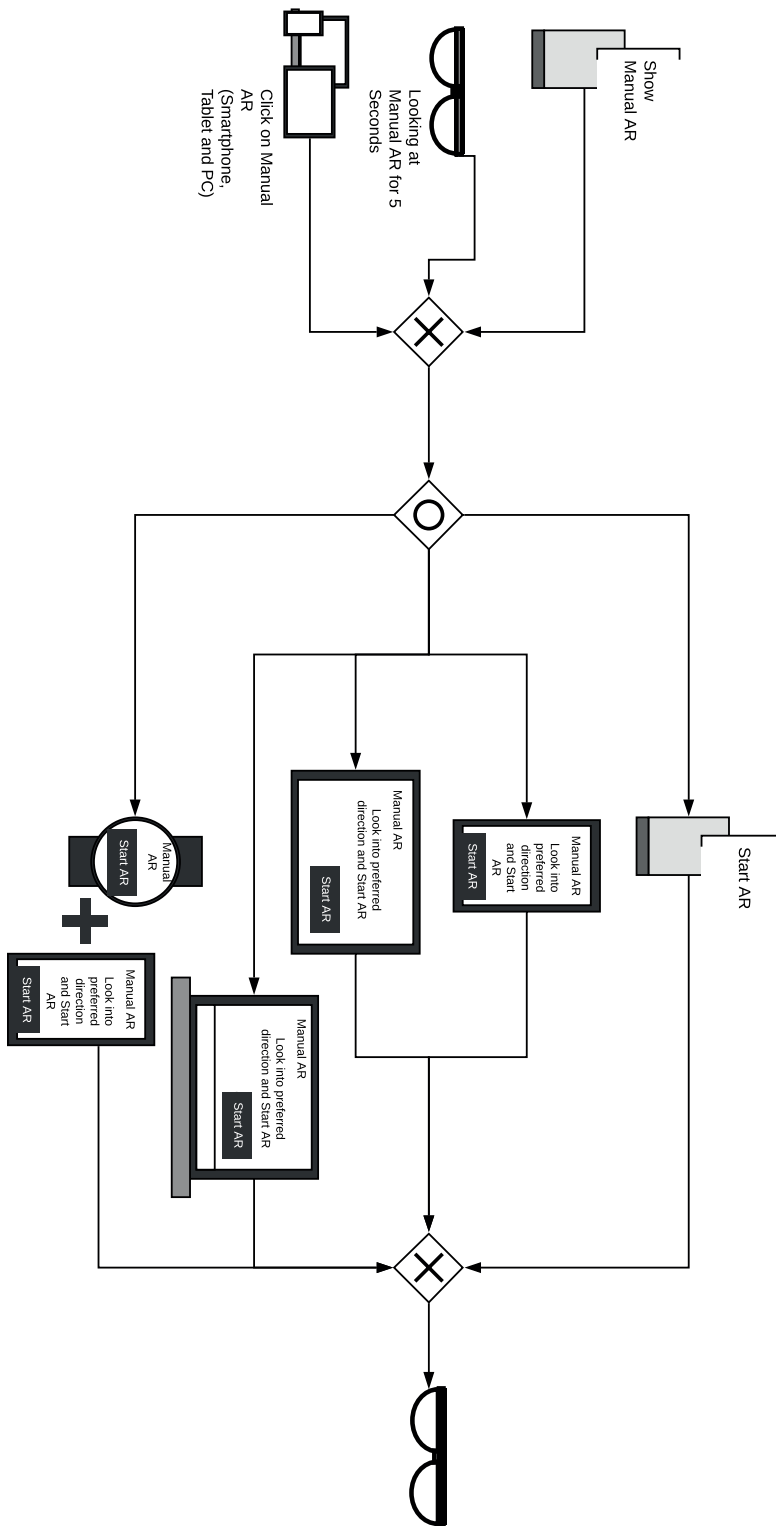 Show
Manual AR
Looking at
Manual AR for 5
Seconds
Click on Manual
AR
(Smartphone,
Tablet and PC)
Start AR
Manual AR
Look into
preferred
direction
and Start
AR
Start AR
Manual AR
Look into preferred
direction and Start AR
Start AR
Manual AR
Look into preferred
direction and Start AR
Start AR
Manual
AR
Start AR
Manual AR
Look into
preferred
direction
and Start
AR
Start AR